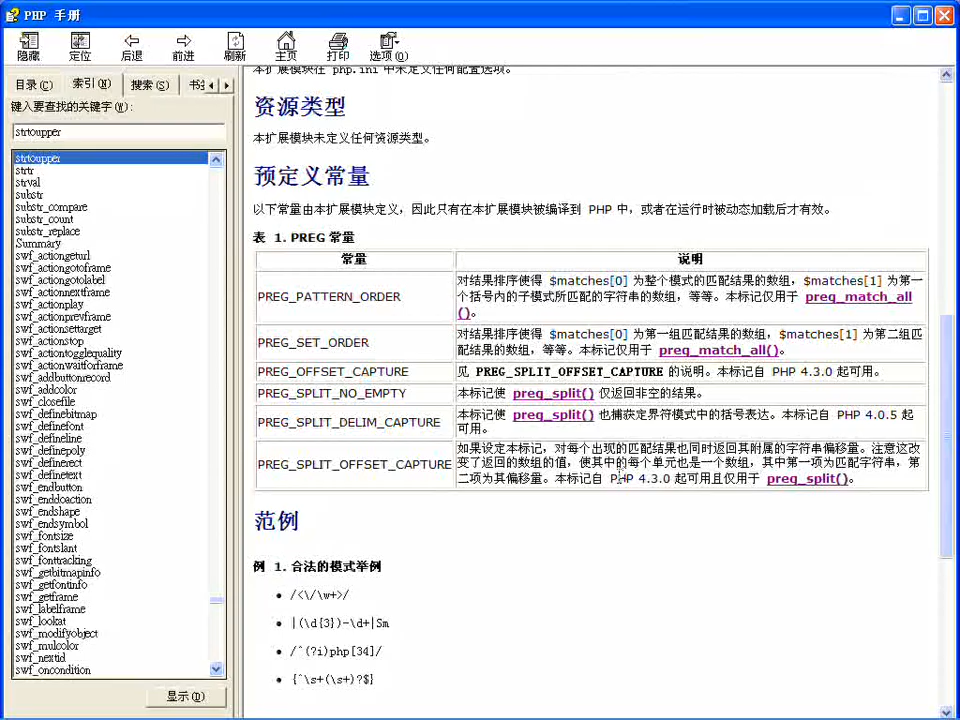 PHP 手册
隐藏 定位 后退 前进 刷新 主页 打印 选项(O)
目录(C) 索引(N) 搜索(S)
键入要查找的关键字(W):
strtoupper
strtoupper
strtr
strval
substr
substr_compare
substr_count
substr_replace
Summary
swf_actiongeturl
swf_actiongotoframe
swf_actiongotolabel
swf_actionnextframe
swf_actionplay
swf_actionprevframe
swf_actionsettarget
swf_actionstop
swf_actiontogglequality
swf_actionwaitforframe
swf_addbuttonrecord
swf_addcolor
swf_closefile
swf_definebitmap
swf_definefont
swf_defineline
swf_definepoly
swf_definerect
swf_definetext
swf_endbutton
swf_enddoaction
swf_endshape
swf_endsymbol
swf_fontsize
swf_fontslant
swf_fonttracking
swf_getbitmapinfo
swf_getfontinfo
swf_getframe
swf_labelframe
swf_lookat
swf_modifyobject
swf_mulcolor
swf_nextid
swf_oncondition
显示(D)
本扩展模块在 php.ini 中未定义任何配置选项。
资源类型
本扩展模块未定义任何资源类型。
预定义常量
以下常量由本扩展模块定义，因此只有在本扩展模块被编译到 PHP 中，或者在运行时被动态加载后才有效。
表 1. PREG 常量
常量 说明
PREG_PATTERN_ORDER 对结果排序使得 $matches[0] 为整个模式的匹配结果的数组，$matches[1] 为第一
个括号内的子模式所匹配的字符串的数组，等等。本标记仅用于 preg_match_all
()。
PREG_SET_ORDER 对结果排序使得 $matches[0] 为第一组匹配结果的数组，$matches[1] 为第二组匹
配结果的数组，等等。本标记仅用于 preg_match_all()。
PREG_OFFSET_CAPTURE 见 PREG_SPLIT_OFFSET_CAPTURE 的说明。本标记自 PHP 4.3.0 起可用。
PREG_SPLIT_NO_EMPTY 本标记使 preg_split() 仅返回非空的结果。
PREG_SPLIT_DELIM_CAPTURE 本标记使 preg_split() 也捕获定界符模式中的括号表达。本标记自 PHP 4.0.5 起
可用。
PREG_SPLIT_OFFSET_CAPTURE 如果设定本标记，对每个出现的匹配结果也同时返回其附属的字符串偏移量。注意这改
变了返回的数组的值，使其中的每个单元也是一个数组，其中第一项为匹配字符串，第
二项为其偏移量。本标记自 PHP 4.3.0 起可用且仅用于 preg_split()。
范例
例 1. 合法的模式举例
• /<\/\w+>/
• |(\d{3})-\d+|Sm
• /^(?i)php[34]/
• {^\s+(\s+)?$}